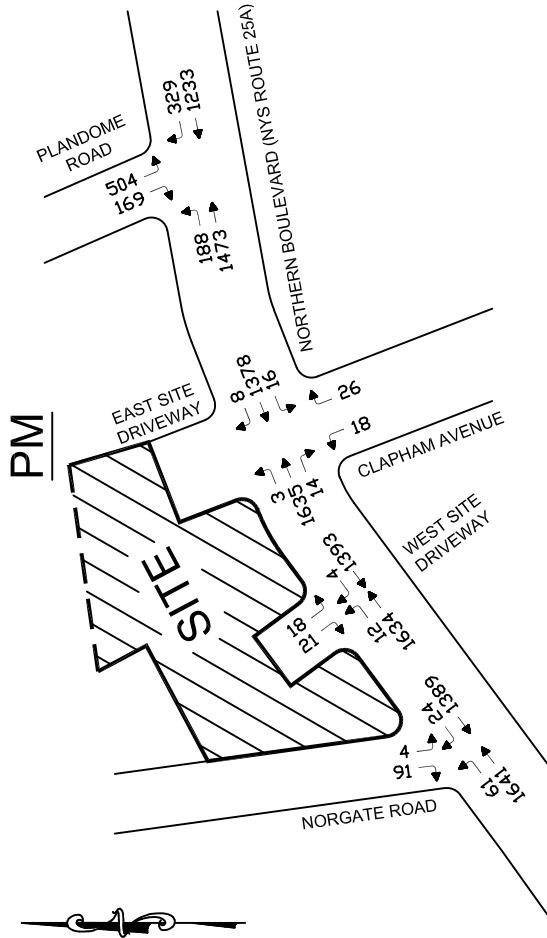 PM
PLANDOME
ROAD
NORTHERN BOULEVARD (NYS ROUTE 25A)
329
1233
504
169
188
1473
EAST SITE
DRIVEWAY
8
1378
16
26
18
CLAPHAM AVENUE
3
1635
14
SITE
WEST SITE
DRIVEWAY
1393
4
18
21
12
1634
1389
24
4
91
61
1641
NORGATE ROAD